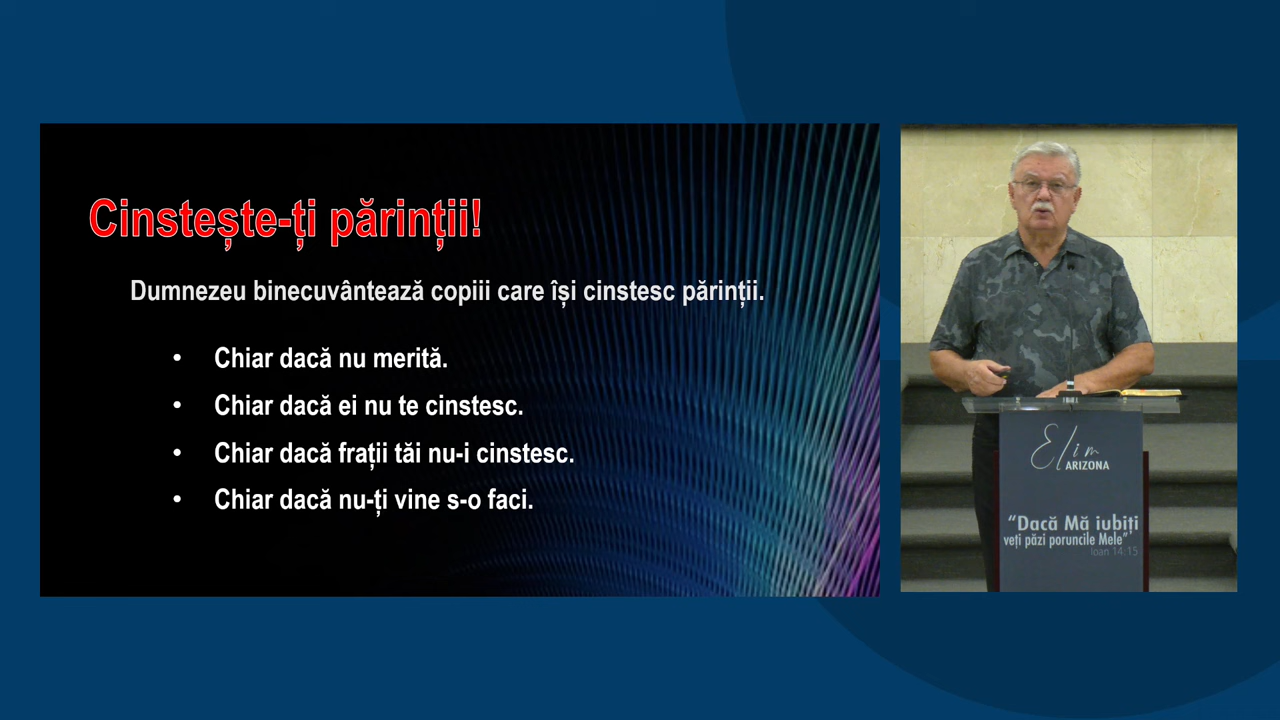 Cinstește-ți părinții!
Dumnezeu binecuvântează copiii care își cinstesc părinții.
• Chiar dacă nu merită.
• Chiar dacă ei nu te cinstesc.
• Chiar dacă frații tăi nu-i cinstesc.
• Chiar dacă nu-ți vine s-o faci.
Elim
ARIZONA
“Dacă Mă iubiți
veți păzi poruncile Mele”
Ioan 14:15